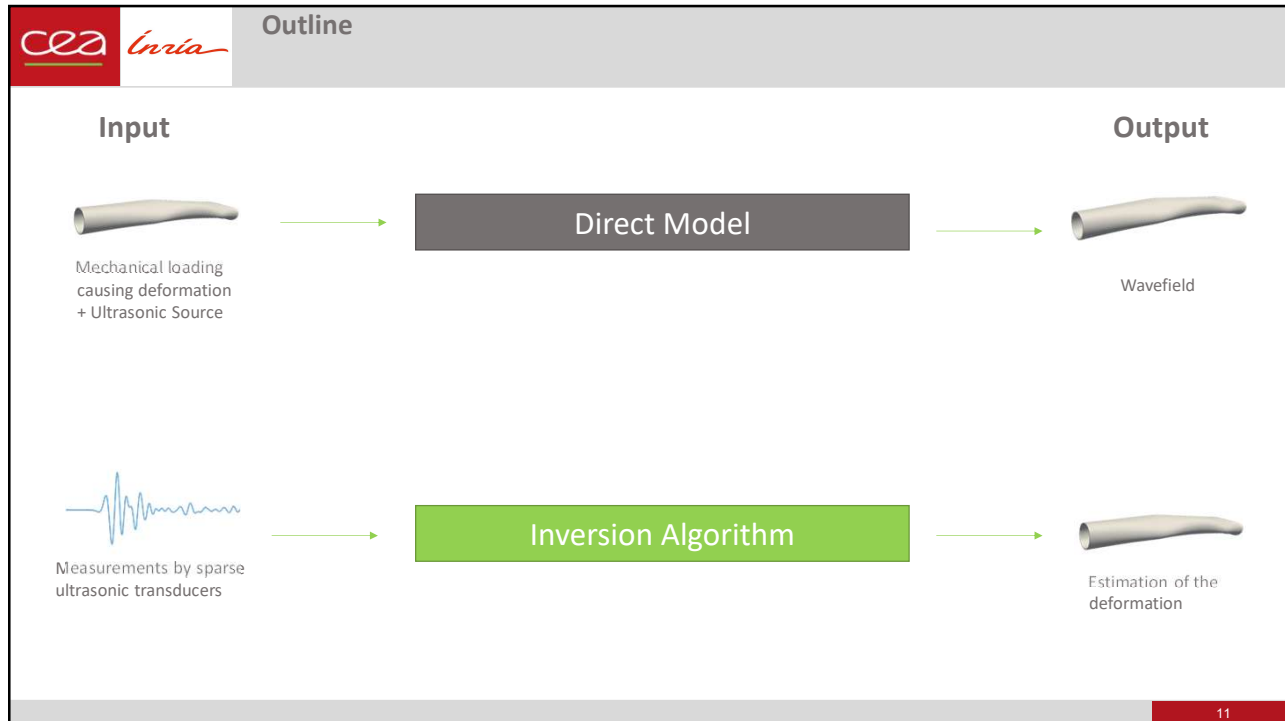 cea
Inria
Outline
Input
Output
Direct Model
Mechanical loading
causing deformation
+ Ultrasonic Source
Wavefield
Inversion Algorithm
Measurements by sparse
ultrasonic transducers
Estimation of the
deformation
11